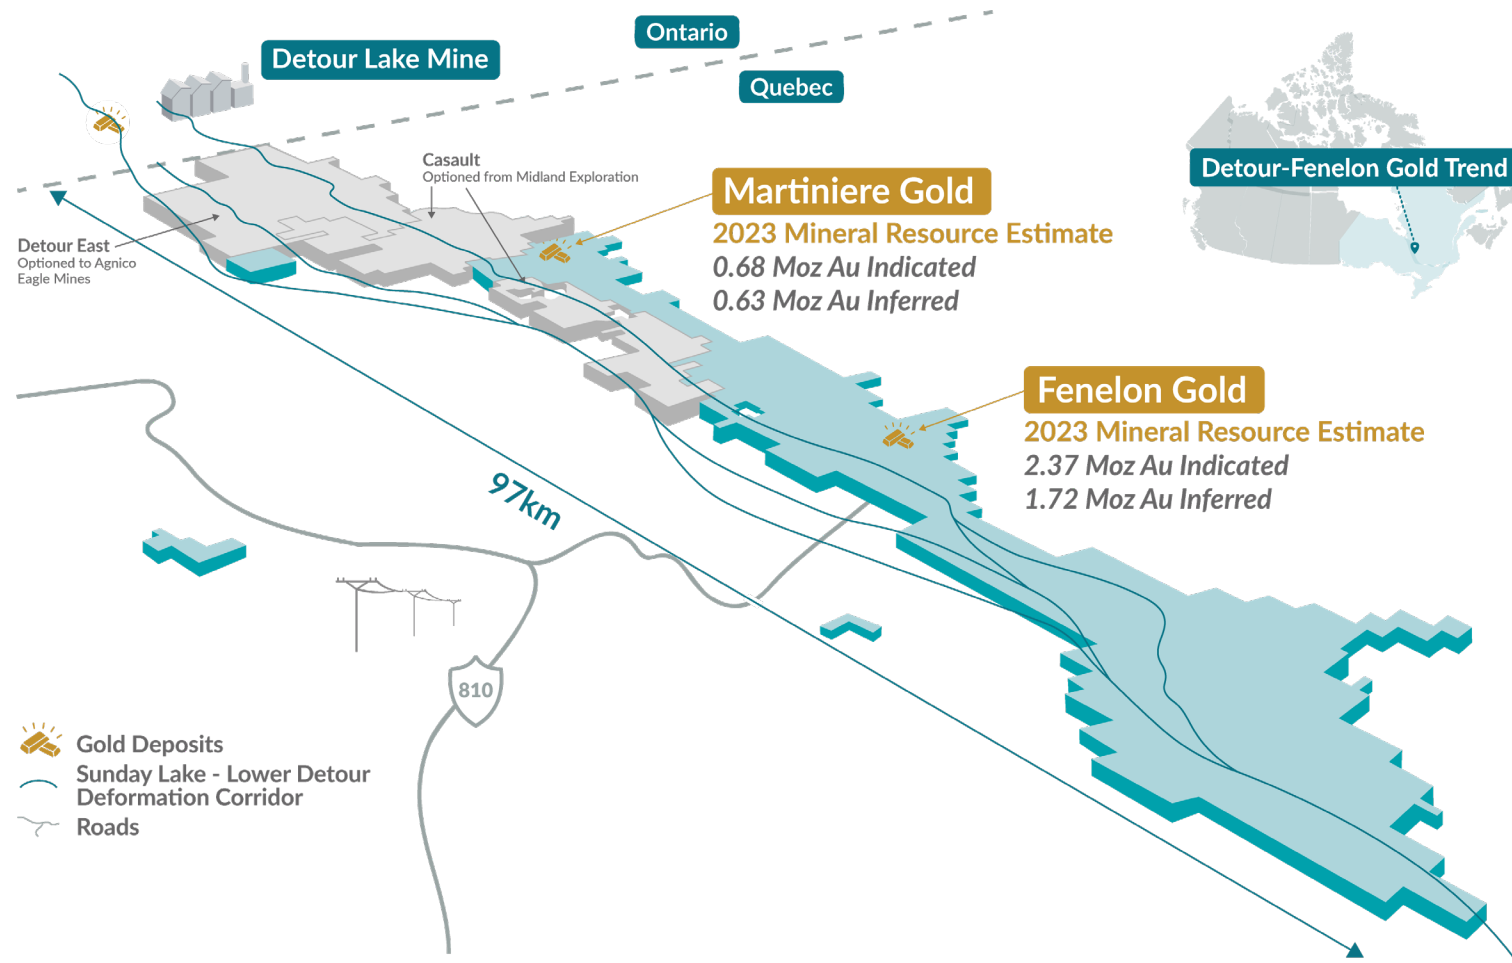 Ontario
Detour Lake Mine
Quebec
Casault
Optioned from Midland Exploration
Detour-Fenelon Gold Trend
Martiniere Gold
2023 Mineral Resource Estimate
0.68 Moz Au Indicated
0.63 Moz Au Inferred
Detour East
Optioned to Agnico
Eagle Mines
Fenelon Gold
2023 Mineral Resource Estimate
2.37 Moz Au Indicated
1.72 Moz Au Inferred
97km
810
Gold Deposits
Sunday Lake - Lower Detour
Deformation Corridor
Roads